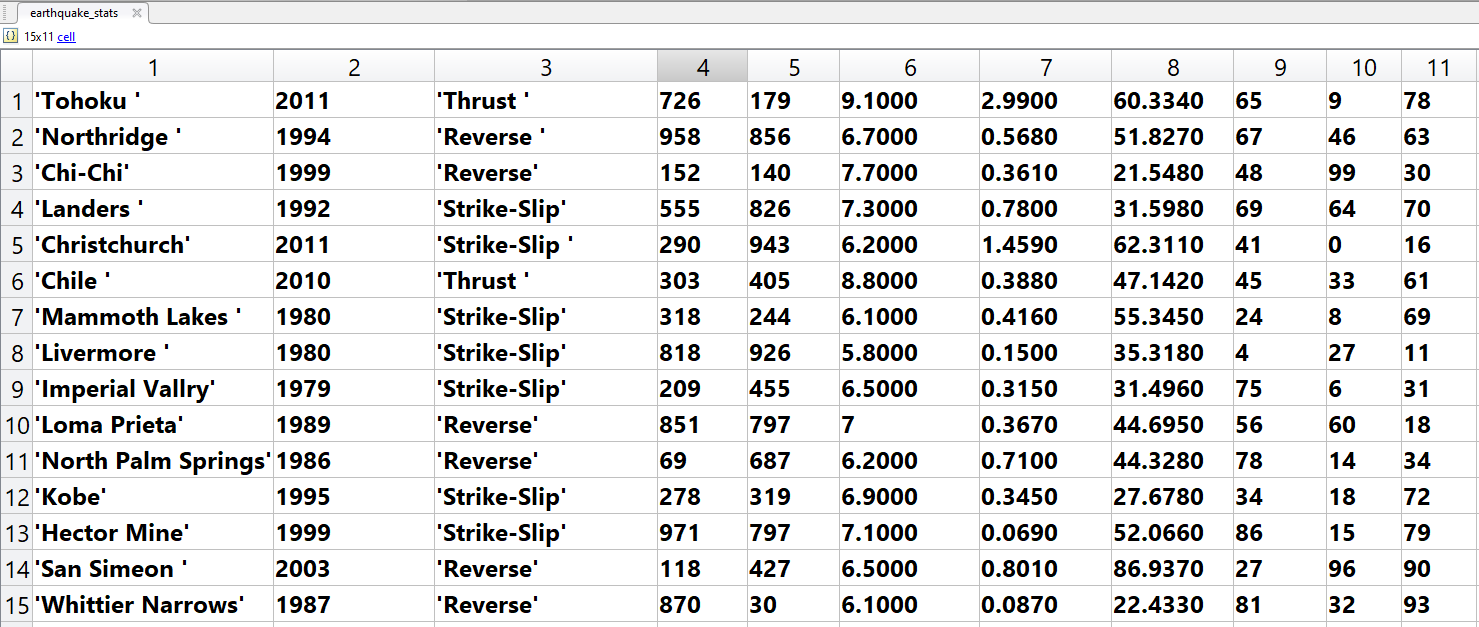 earthquake_stats
{} 15x11 cell
1 2 3 4 5 6 7 8 9 10 11
1 'Tohoku ' 2011 'Thrust ' 726 179 9.1000 2.9900 60.3340 65 9 78
2 'Northridge ' 1994 'Reverse ' 958 856 6.7000 0.5680 51.8270 67 46 63
3 'Chi-Chi' 1999 'Reverse' 152 140 7.7000 0.3610 21.5480 48 99 30
4 'Landers ' 1992 'Strike-Slip' 555 826 7.3000 0.7800 31.5980 69 64 70
5 'Christchurch' 2011 'Strike-Slip ' 290 943 6.2000 1.4590 62.3110 41 0 16
6 'Chile ' 2010 'Thrust ' 303 405 8.8000 0.3880 47.1420 45 33 61
7 'Mammoth Lakes ' 1980 'Strike-Slip' 318 244 6.1000 0.4160 55.3450 24 8 69
8 'Livermore ' 1980 'Strike-Slip' 818 926 5.8000 0.1500 35.3180 4 27 11
9 'Imperial Vallry' 1979 'Strike-Slip' 209 455 6.5000 0.3150 31.4960 75 6 31
10 'Loma Prieta' 1989 'Reverse' 851 797 7 0.3670 44.6950 56 60 18
11 'North Palm Springs' 1986 'Reverse' 69 687 6.2000 0.7100 44.3280 78 14 34
12 'Kobe' 1995 'Strike-Slip' 278 319 6.9000 0.3450 27.6780 34 18 72
13 'Hector Mine' 1999 'Strike-Slip' 971 797 7.1000 0.0690 52.0660 86 15 79
14 'San Simeon ' 2003 'Reverse' 118 427 6.5000 0.8010 86.9370 27 96 90
15 'Whittier Narrows' 1987 'Reverse' 870 30 6.1000 0.0870 22.4330 81 32 93